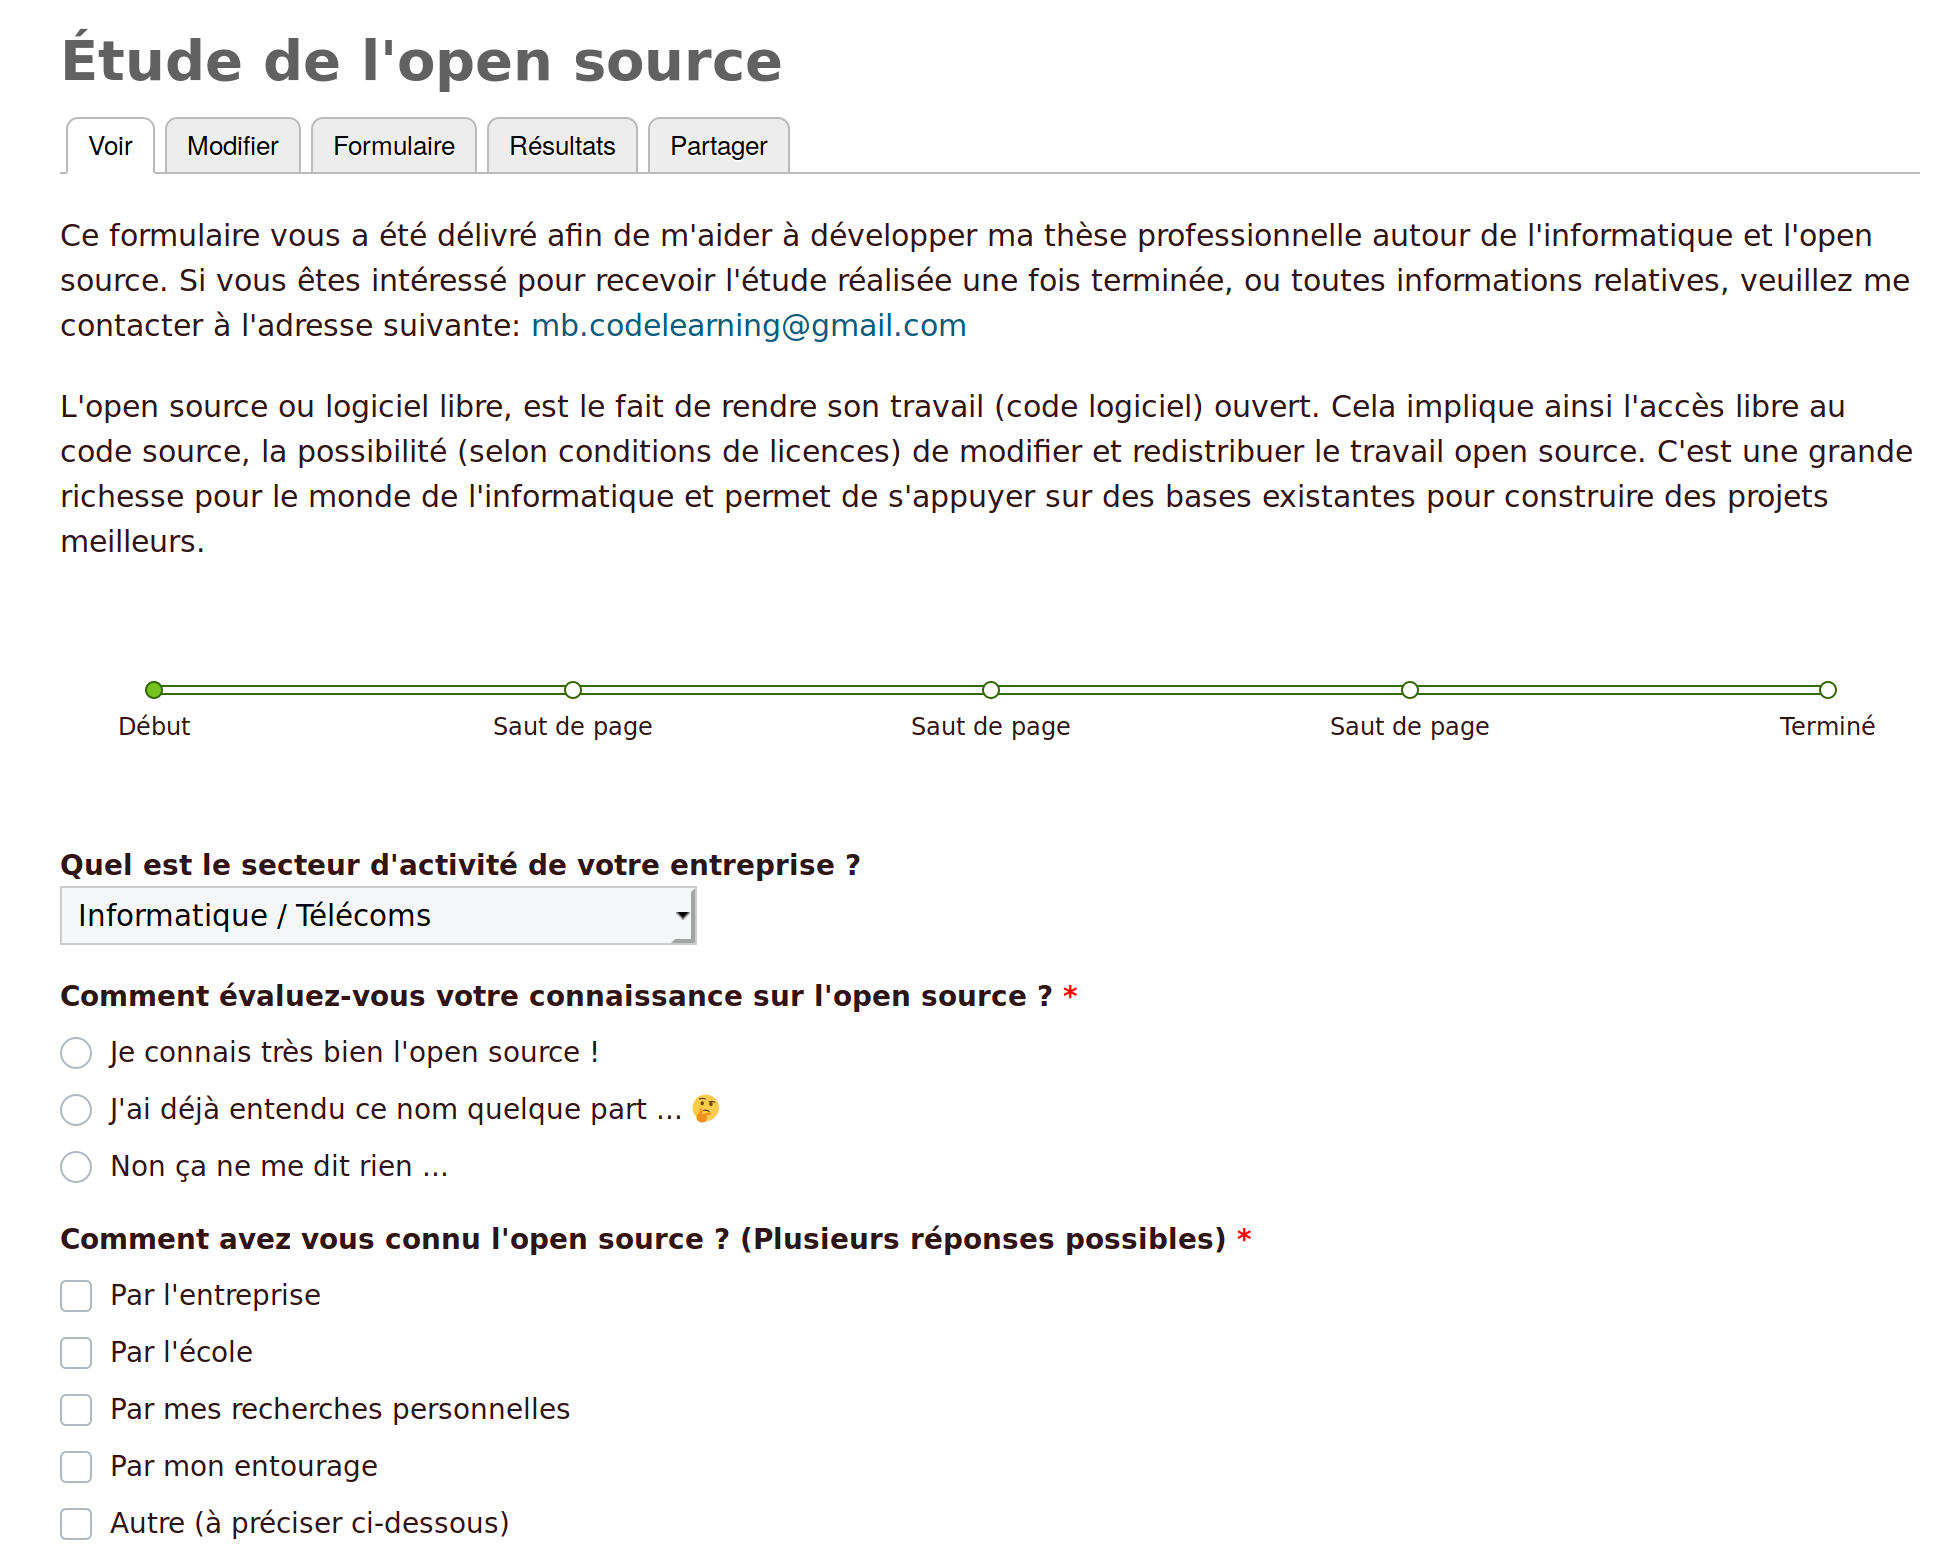 Étude de l'open source
Voir Modifier Formulaire Résultats Partager
Ce formulaire vous a été délivré afin de m'aider à développer ma thèse professionnelle autour de l'informatique et l'open
source. Si vous êtes intéressé pour recevoir l'étude réalisée une fois terminée, ou toutes informations relatives, veuillez me
contacter à l'adresse suivante: mb.codelearning@gmail.com
L'open source ou logiciel libre, est le fait de rendre son travail (code logiciel) ouvert. Cela implique ainsi l'accès libre au
code source, la possibilité (selon conditions de licences) de modifier et redistribuer le travail open source. C'est une grande
richesse pour le monde de l'informatique et permet de s'appuyer sur des bases existantes pour construire des projets
meilleurs.
Début Saut de page Saut de page Saut de page Terminé
Quel est le secteur d'activité de votre entreprise ?
Informatique / Télécoms
Comment évaluez-vous votre connaissance sur l'open source ? *
Je connais très bien l'open source !
J'ai déjà entendu ce nom quelque part ... 🤔
Non ça ne me dit rien ...
Comment avez vous connu l'open source ? (Plusieurs réponses possibles) *
Par l'entreprise
Par l'école
Par mes recherches personnelles
Par mon entourage
Autre (à préciser ci-dessous)